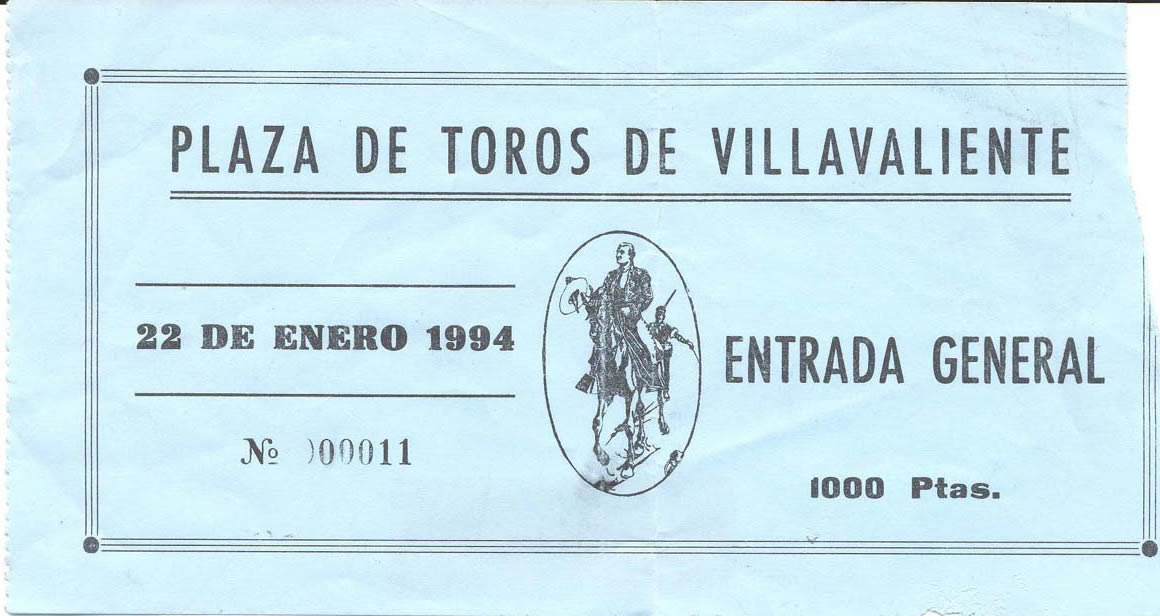 PLAZA DE TOROS DE VILLAVALIENTE
22 DE ENERO 1994
ENTRADA GENERAL
Nº 000011
1000 Ptas.